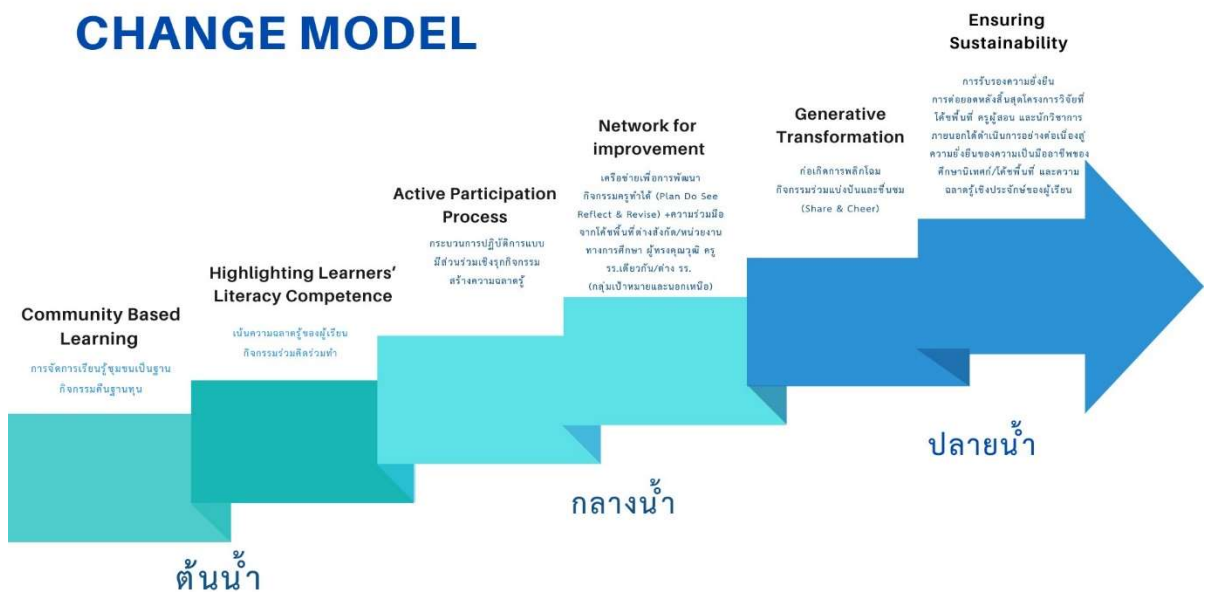 CHANGE MODEL
Community Based
Learning
การจัดการเรียนรู้ชุมชนเป็นฐาน
กิจกรรมคืนฐานทุน
Highlighting Learners’
Literacy Competence
เน้นความฉลาดรู้ของผู้เรียน
กิจกรรมร่วมคิดร่วมทำ
Active Participation
Process
กระบวนการปฏิบัติการแบบ
มีส่วนร่วมเชิงรุกกิจกรรม
สร้างความฉลาดรู้
Network for
improvement
เครือข่ายเพื่อการพัฒนา
กิจกรรมครูทำได้ (Plan Do See
Reflect & Revise) +ความร่วมมือ
จากโค้ชพื้นที่ต่างสังกัด/หน่วยงาน
ทางการศึกษา ผู้ทรงคุณวุฒิ ครู
รร.เดียวกัน/ต่าง รร.
(กลุ่มเป้าหมายและนอกเหนือ)
Generative
Transformation
ก่อเกิดการพลิกโฉม
กิจกรรมร่วมแบ่งปันและชื่นชม
(Share & Cheer)
Ensuring
Sustainability
การรับรองความยั่งยืน
การต่อยอดหลังสิ้นสุดโครงการวิจัยที่
โค้ชพื้นที่ ครูผู้สอน และนักวิชาการ
ภายนอกได้ดำเนินการอย่างต่อเนื่องสู่
ความยั่งยืนของความเป็นมืออาชีพของ
ศึกษานิเทศก์/โค้ชพื้นที่ และความ
ฉลาดรู้เชิงประจักษ์ของผู้เรียน
ต้นน้ำ
กลางน้ำ
ปลายน้ำ